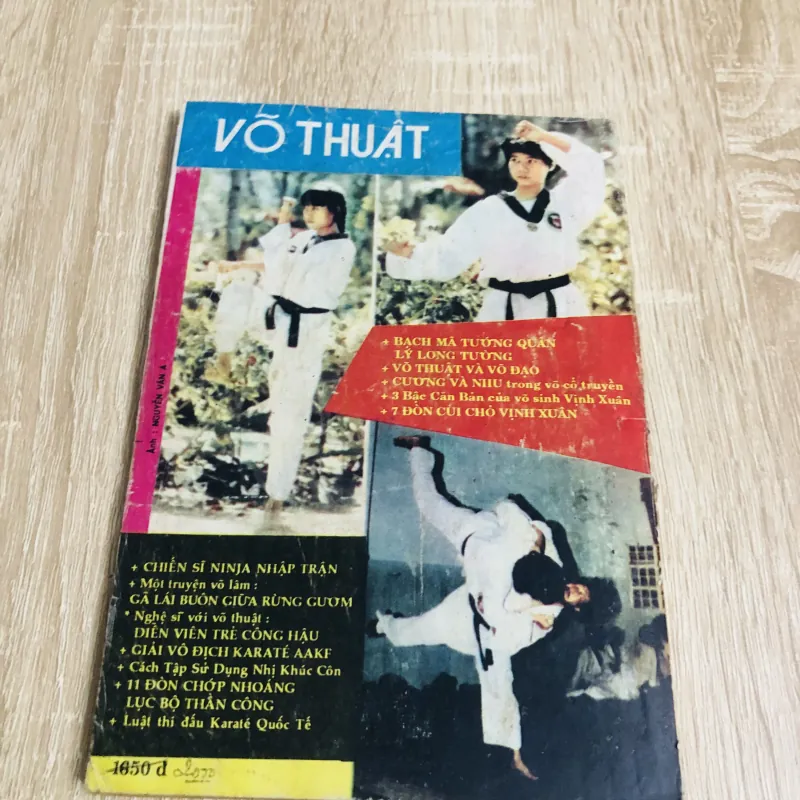 VÕ THUẬT
Ảnh : NGUYỄN VĂN A
+ BẠCH MÃ TƯỚNG QUÂN
LÝ LONG TƯỜNG
+ VÕ THUẬT VÀ VÕ ĐẠO
+ CƯƠNG VÀ NHU trong võ cổ truyền
+ 3 Bậc Căn Bản của võ sinh Vịnh Xuân
+ 7 ĐÒN CÙI CHỎ VỊNH XUÂN
+ CHIẾN SĨ NINJA NHẬP TRẬN
+ Một truyện võ lâm :
GÃ LÁI BUÔN GIỮA RỪNG GƯƠM
* Nghệ sĩ với võ thuật :
DIỄN VIÊN TRẺ CÔNG HẬU
+ GIẢI VÔ ĐỊCH KARATÉ AAKF
+ Cách Tập Sử Dụng Nhị Khúc Côn
+ 11 ĐÒN CHỚP NHOÁNG
LỤC BỘ THẦN CÔNG
+ Luật thi đấu Karaté Quốc Tế
1650 đ